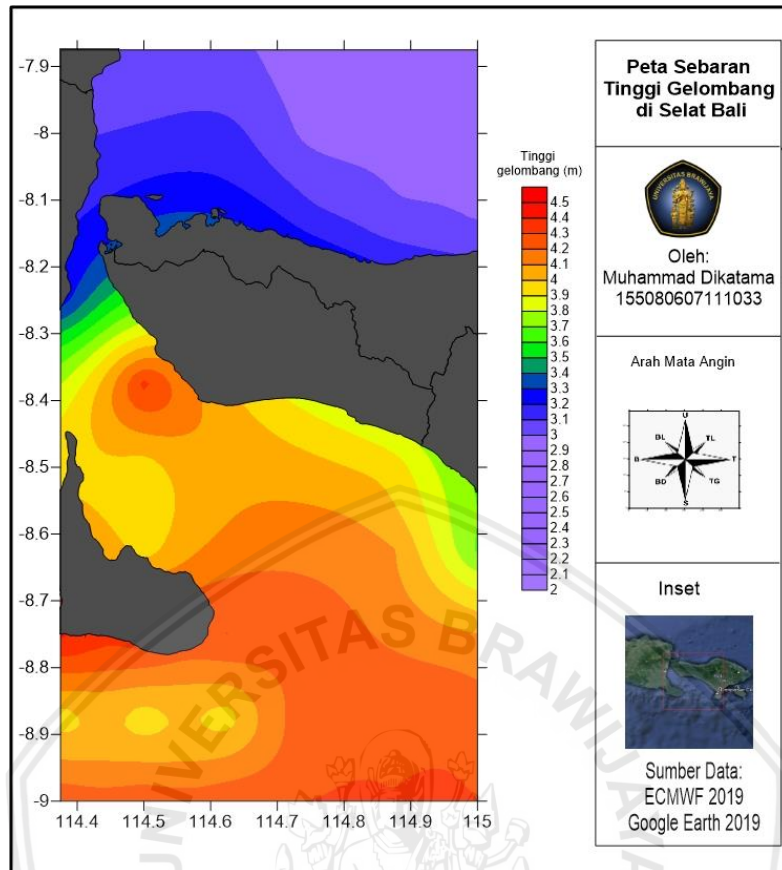 -7.9
-8
-8.1
-8.2
-8.3
-8.4
-8.5
-8.6
-8.7
-8.8
-8.9
-9
114.4 114.5 114.6 114.7 114.8 114.9 115
Tinggi
gelombang (m)
4.5
4.4
4.3
4.2
4.1
4
3.9
3.8
3.7
3.6
3.5
3.4
3.3
3.2
3.1
3
2.9
2.8
2.7
2.6
2.5
2.4
2.3
2.2
2.1
2
Peta Sebaran
Tinggi Gelombang
di Selat Bali
UNIVERSITAS BRAWIJAYA
Oleh:
Muhammad Dikatama
155080607111033
Arah Mata Angin
U
BL TL
B T
BD TG
S
Inset
Sumber Data:
ECMWF 2019
Google Earth 2019
UNIVERSITAS BRAWIJAYA